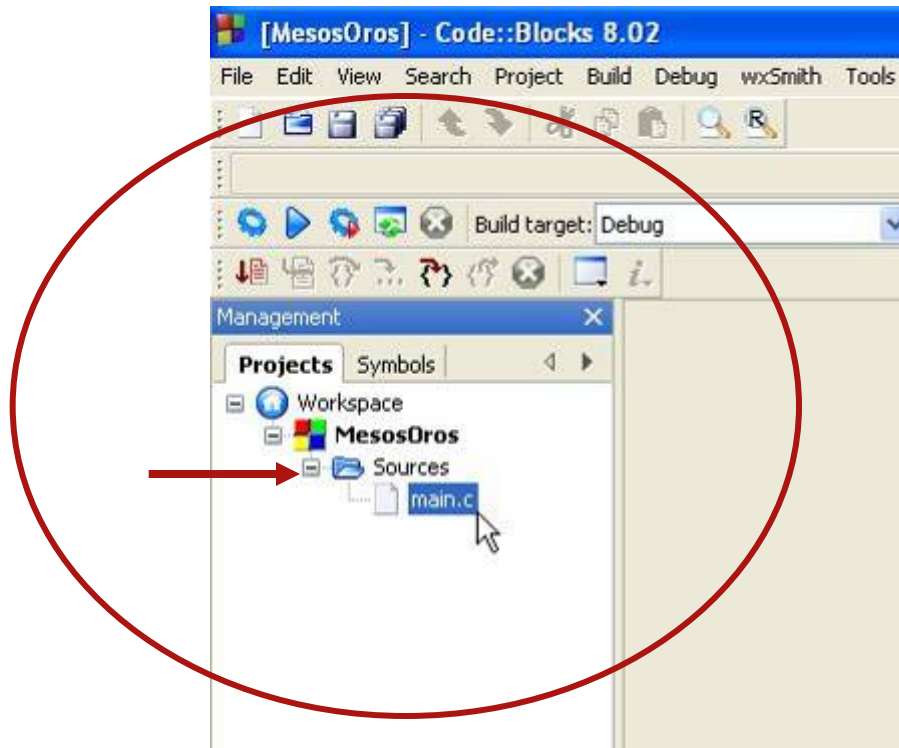 [MesosOros] - Code::Blocks 8.02
File Edit View Search Project Build Debug wxSmith Tools
R
Build target: Debug
Management
Projects Symbols
Workspace
MesosOros
Sources
main.c